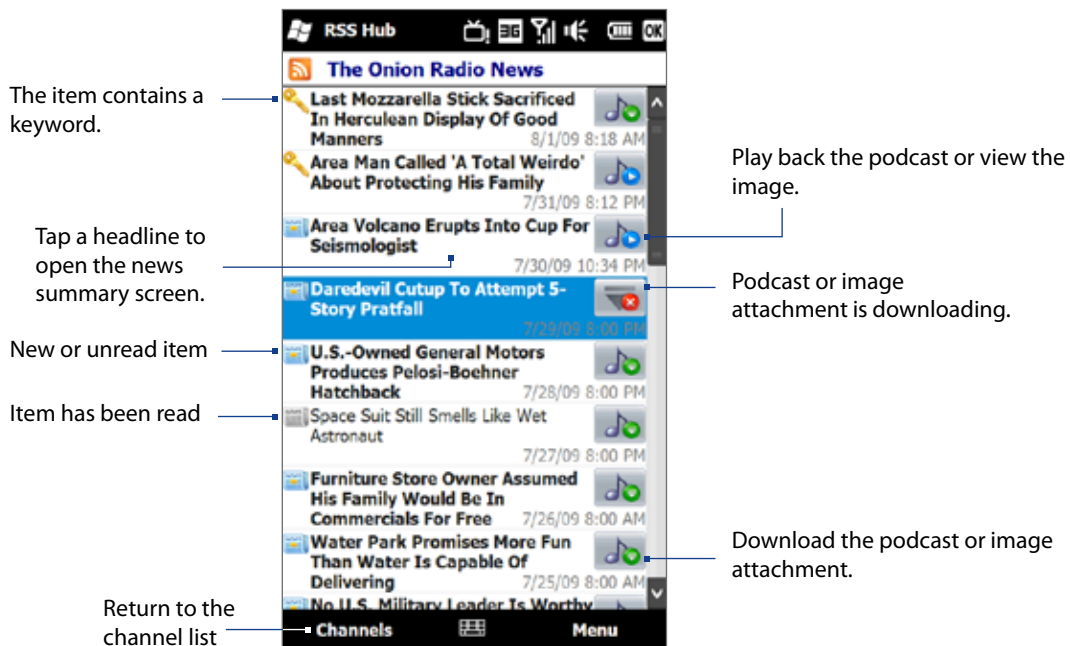 RSS Hub
3G
OK
The Onion Radio News
Last Mozzarella Stick Sacrificed
In Herculean Display Of Good
Manners 8/1/09 8:18 AM
Area Man Called 'A Total Weirdo'
About Protecting His Family
7/31/09 8:12 PM
Area Volcano Erupts Into Cup For
Seismologist
7/30/09 10:34 PM
Daredevil Cutup To Attempt 5-
Story Pratfall
7/29/09 8:00 PM
U.S.-Owned General Motors
Produces Pelosi-Boehner
Hatchback 7/28/09 8:00 PM
Space Suit Still Smells Like Wet
Astronaut
7/27/09 8:00 PM
Furniture Store Owner Assumed
His Family Would Be In
Commercials For Free 7/26/09 8:00 AM
Water Park Promises More Fun
Than Water Is Capable Of
Delivering 7/25/09 8:00 AM
No U.S. Military Leader Is Worthy
Channels
Menu
The item contains a
keyword.
Tap a headline to
open the news
summary screen.
New or unread item
Item has been read
Return to the
channel list
Play back the podcast or view the
image.
Podcast or image
attachment is downloading.
Download the podcast or image
attachment.